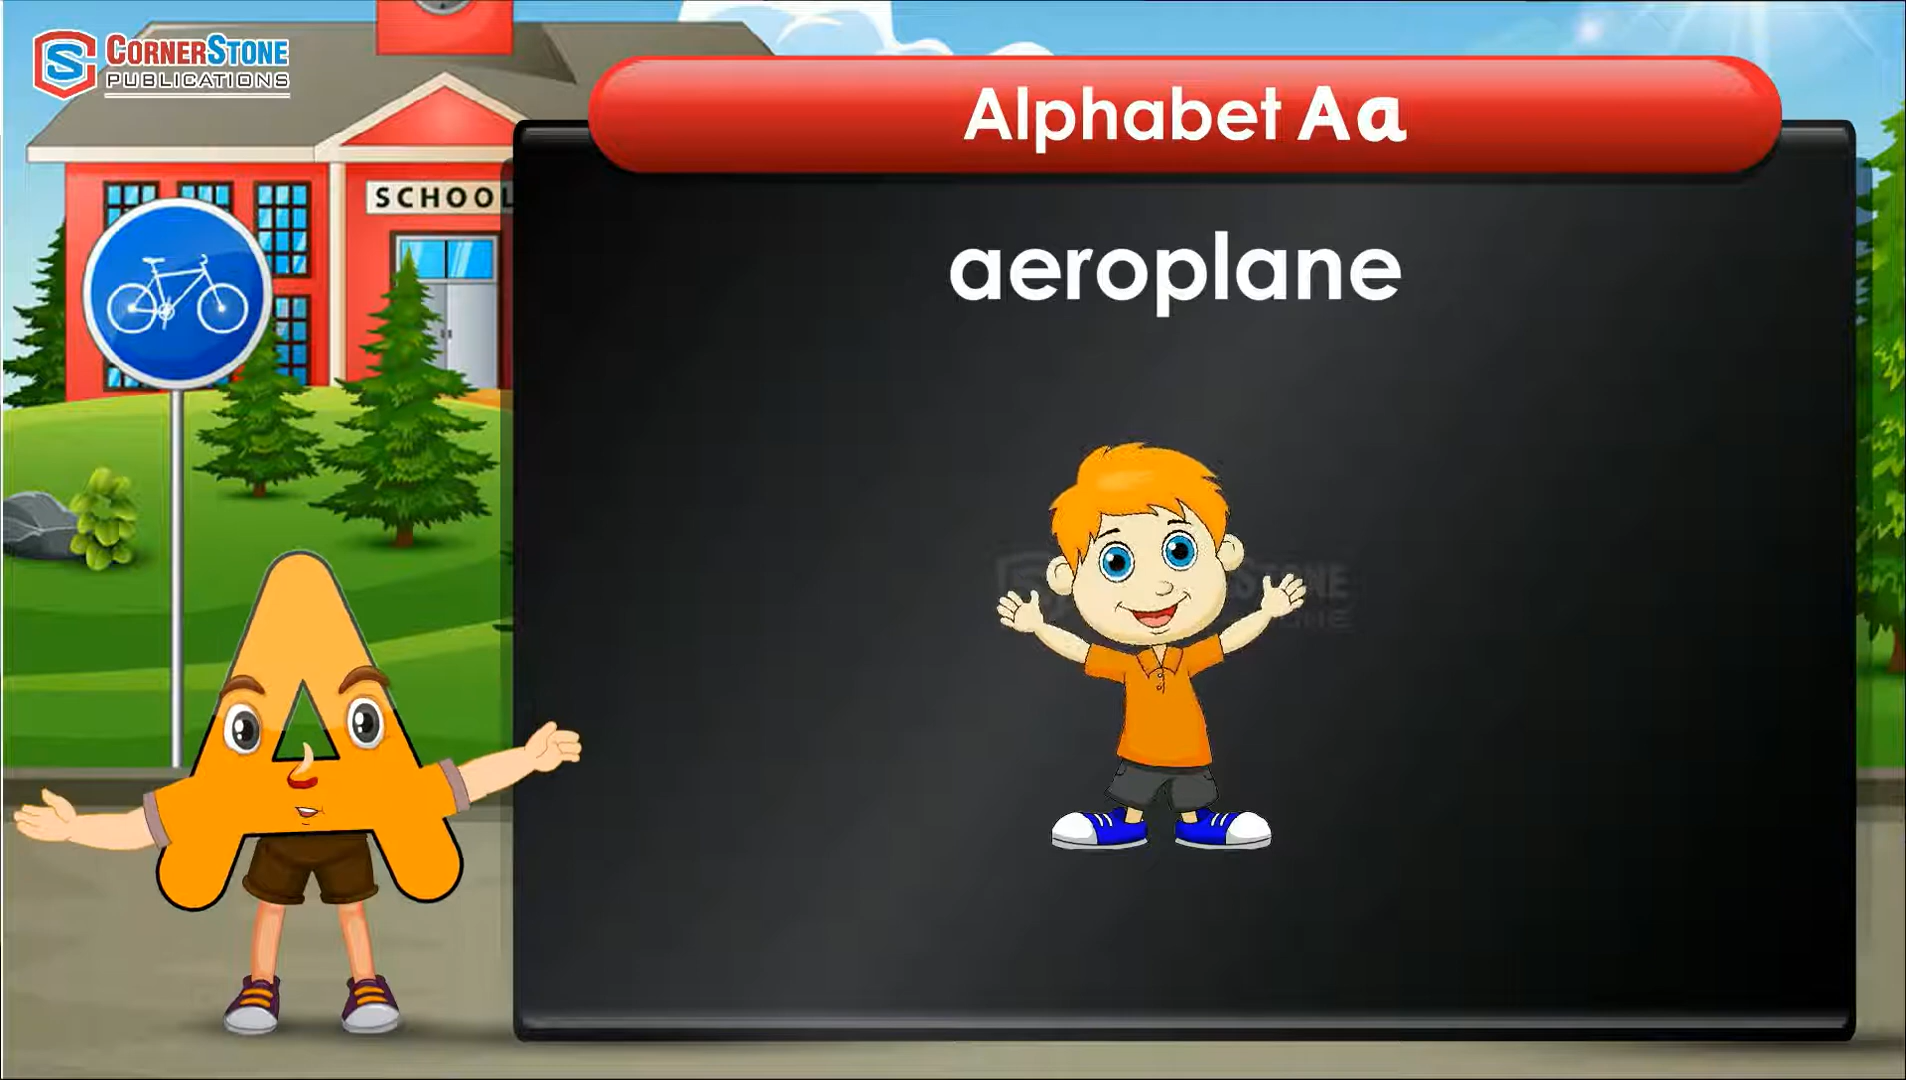 CORNERSTONE
PUBLICATIONS
Alphabet Aa
SCHOOL
aeroplane